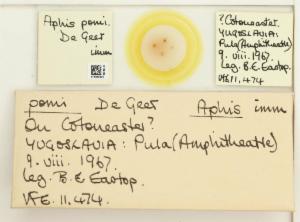 Aphis pomi.
De Geer
imm
?Cotoneaster.
YUGOSLAVIA:
Pula (Amphitheatre)
9. viii. 1967.
leg. B.E. Eastop.
VFE 11,474
pomi De Geer Aphis imm
On Cotoneaster?
YUGOSLAVIA: Pula (Amphitheatre)
9. viii. 1967.
leg. B.E. Eastop.
VFE. 11,474.